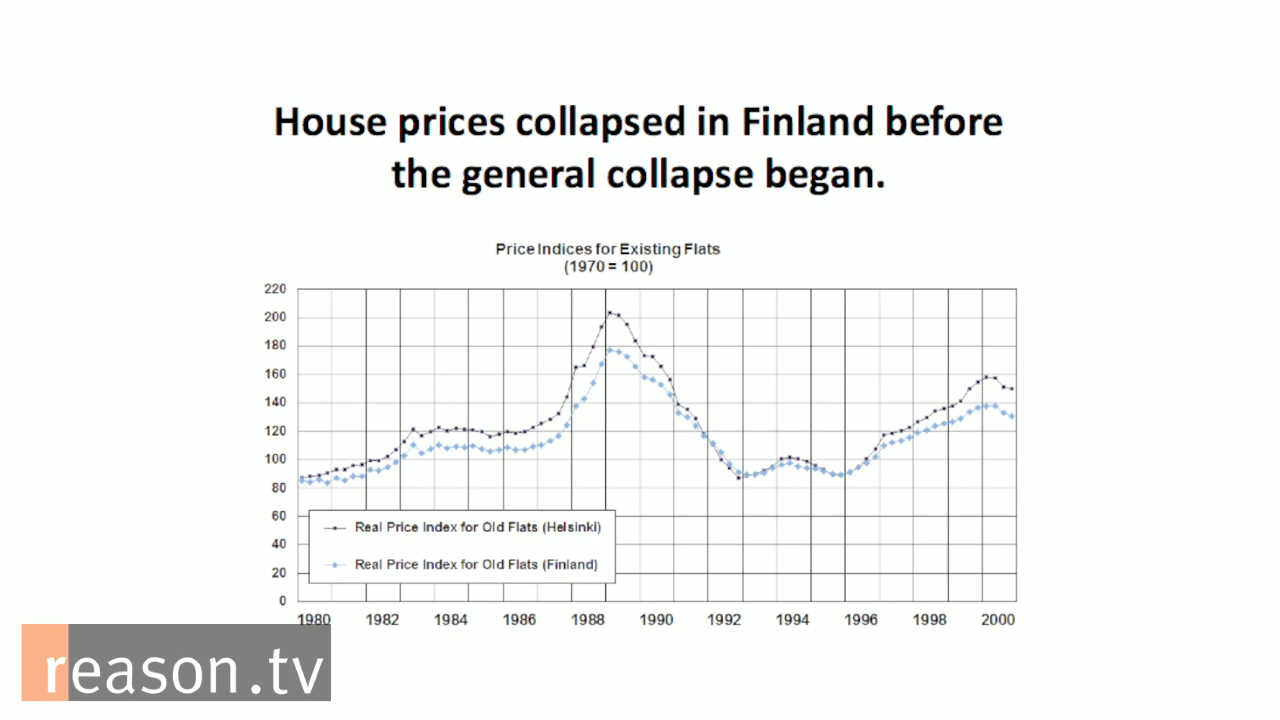 House prices collapsed in Finland before
the general collapse began.
Price Indices for Existing Flats
(1970 = 100)
220
200
180
160
140
120
100
80
60
40
20
0
Real Price Index for Old Flats (Helsinki)
Real Price Index for Old Flats (Finland)
1980 1982 1984 1986 1988 1990 1992 1994 1996 1998 2000
reason.tv